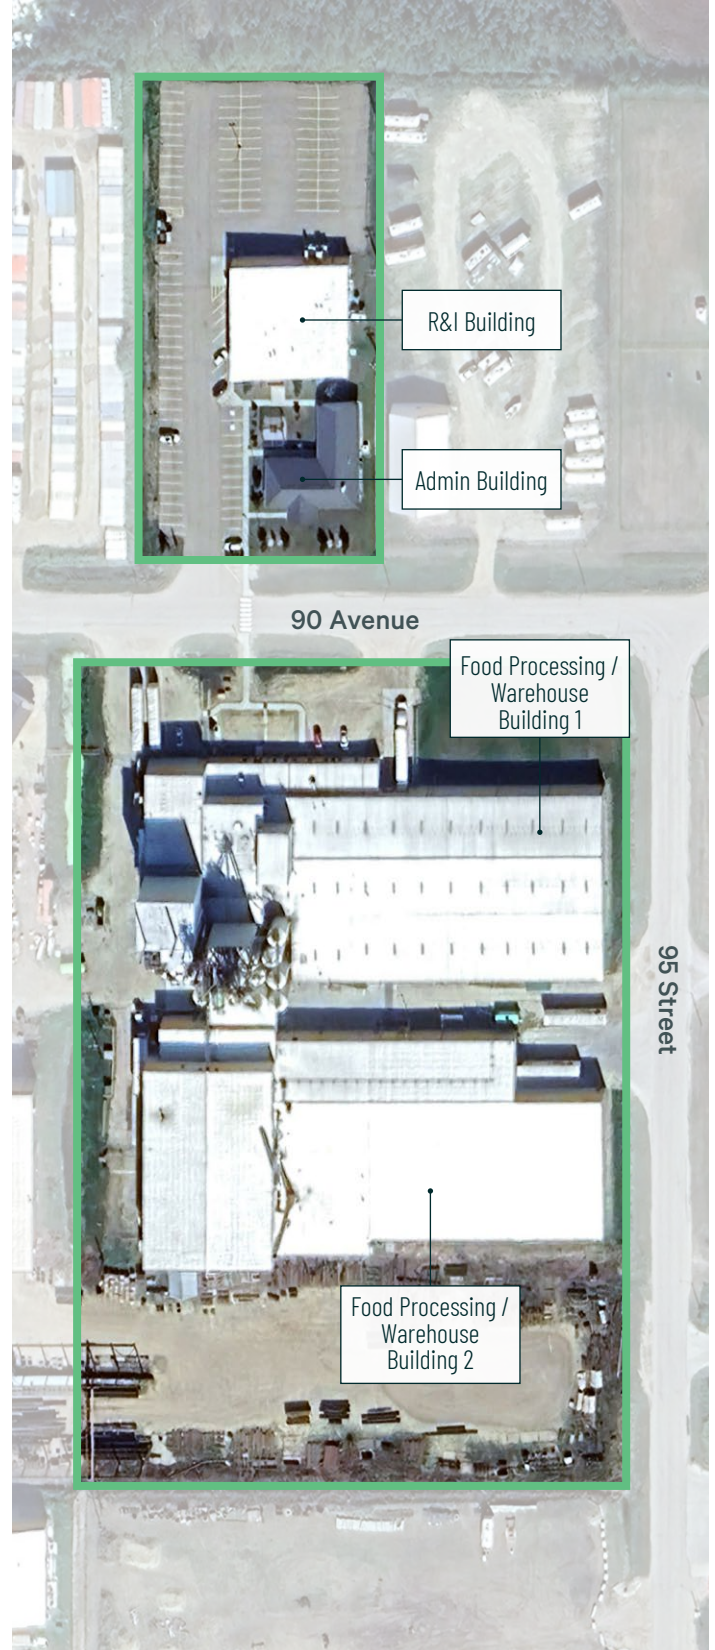 R&I Building
Admin Building
90 Avenue
Food Processing /
Warehouse
Building 1
95 Street
Food Processing /
Warehouse
Building 2